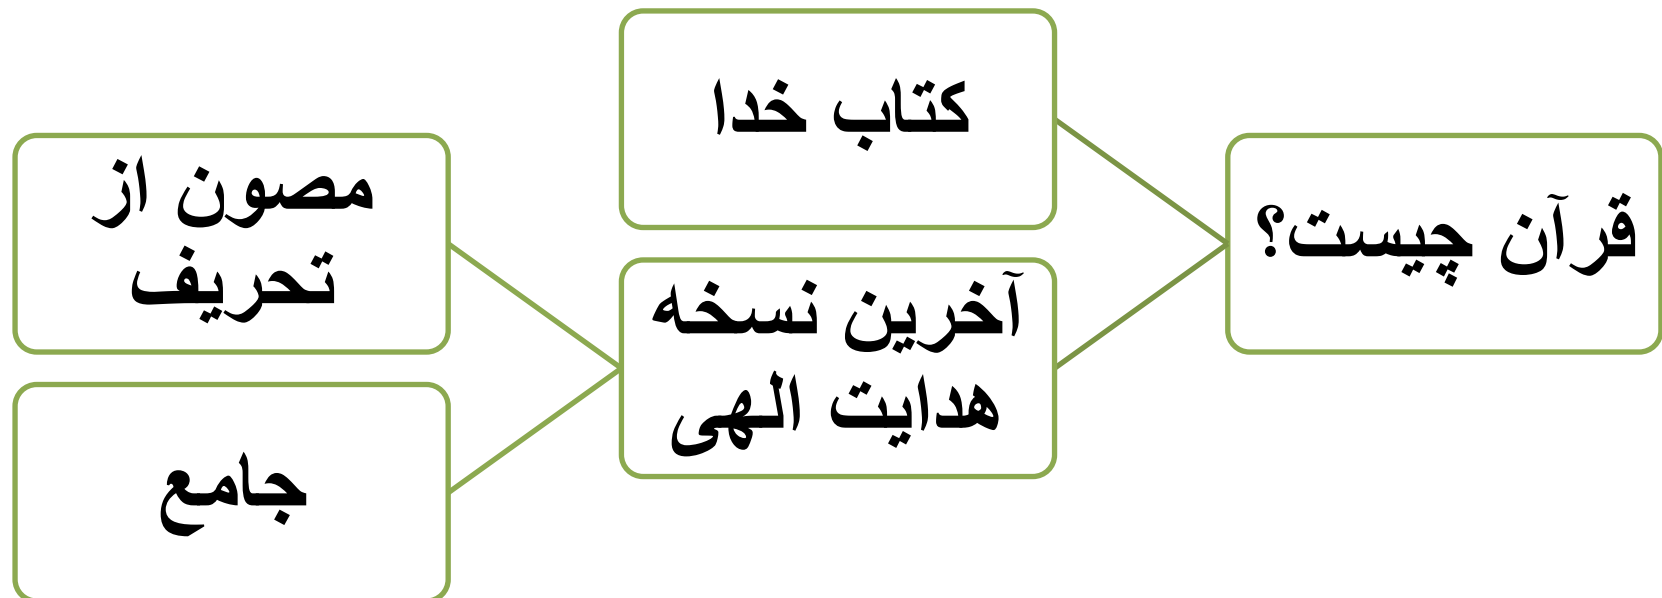 قرآن چیست؟
کتاب خدا
آخرین نسخه
هدایت الهی
مصون از
تحریف
جامع